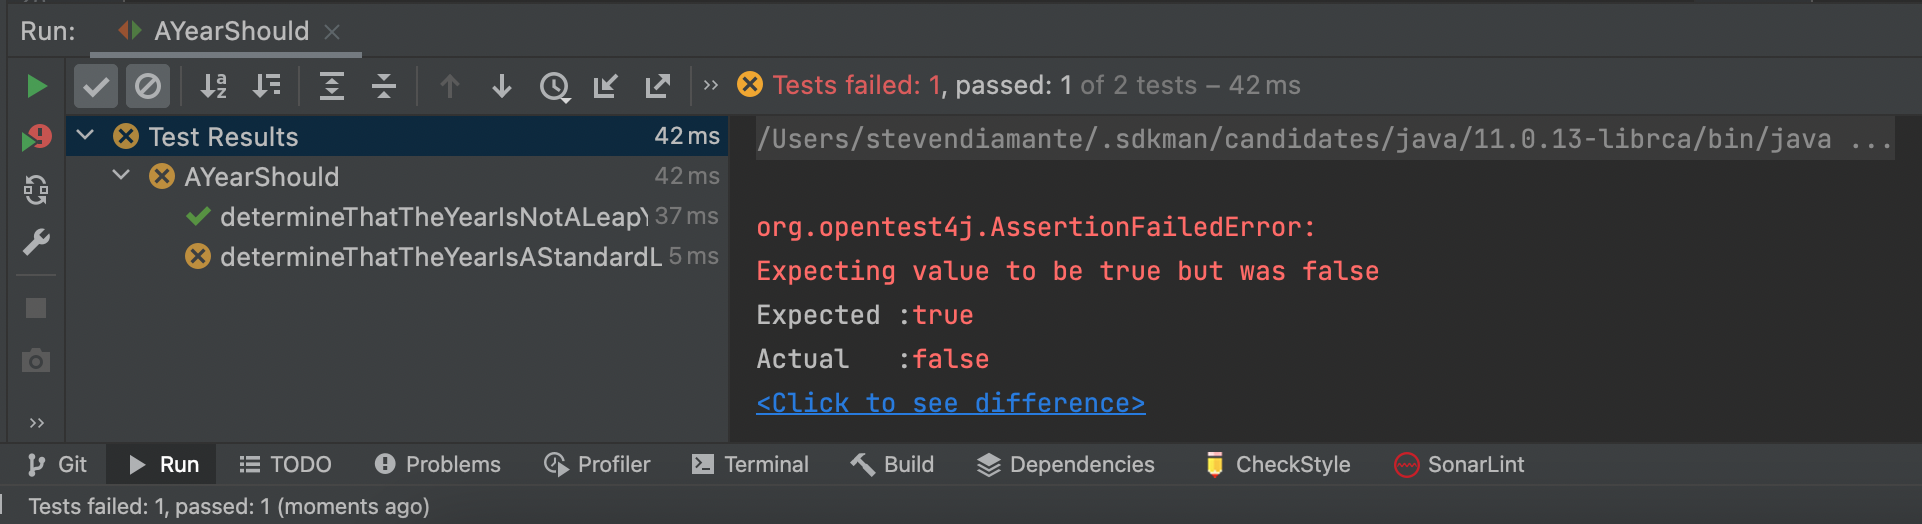 Run: AYearShould
Tests failed: 1, passed: 1 of 2 tests – 42 ms
Test Results 42 ms
AYearShould 42 ms
determineThatTheYearIsNotALeapY 37 ms
determineThatTheYearIsAStandardL 5 ms
/Users/stevendiamante/.sdkman/candidates/java/11.0.13-librca/bin/java ...
org.opentest4j.AssertionFailedError:
Expecting value to be true but was false
Expected :true
Actual   :false
<Click to see difference>
Git Run TODO Problems Profiler Terminal Build Dependencies CheckStyle SonarLint
Tests failed: 1, passed: 1 (moments ago)